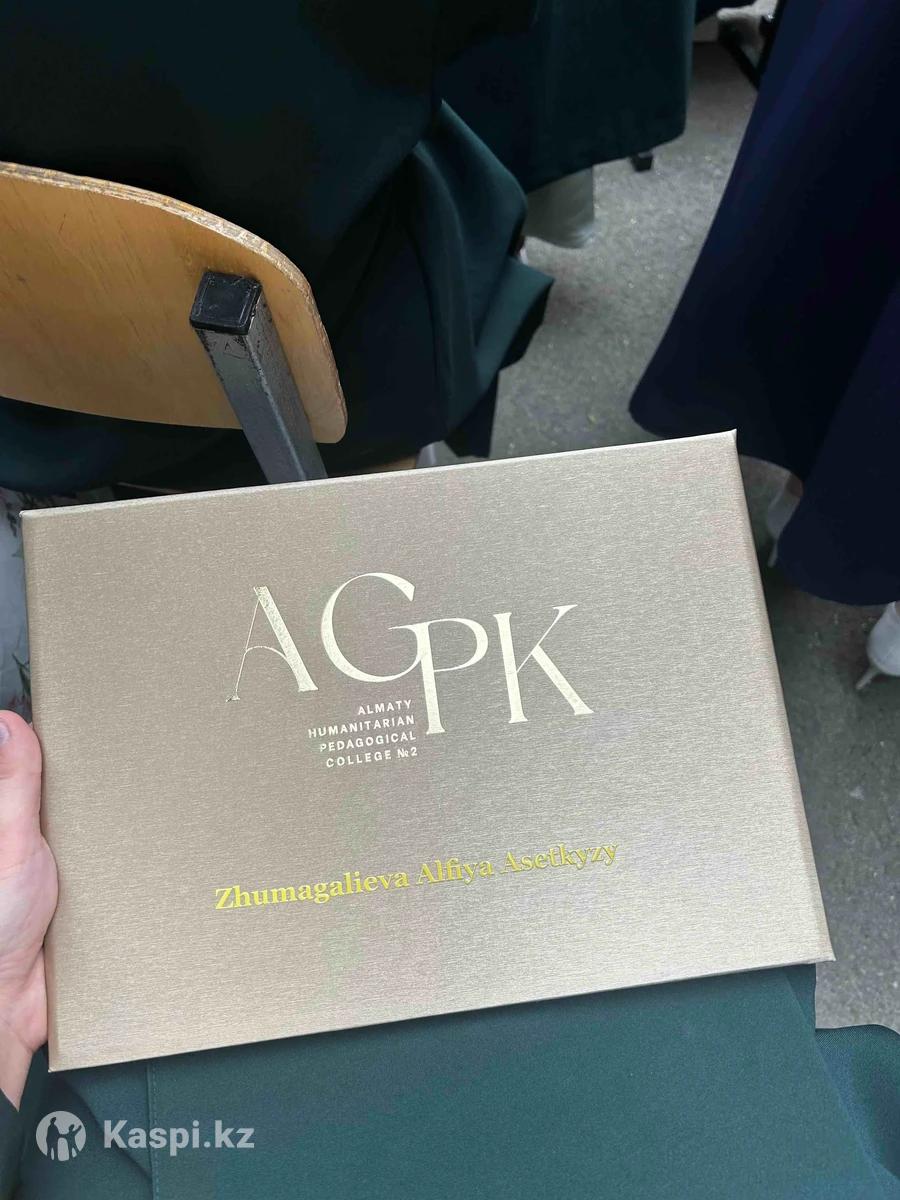 AGPK
ALMATY
HUMANITARIAN
PEDAGOGICAL
COLLEGE №2
Zhumagalieva Alfiya Asetkyzy
Kaspi.kz